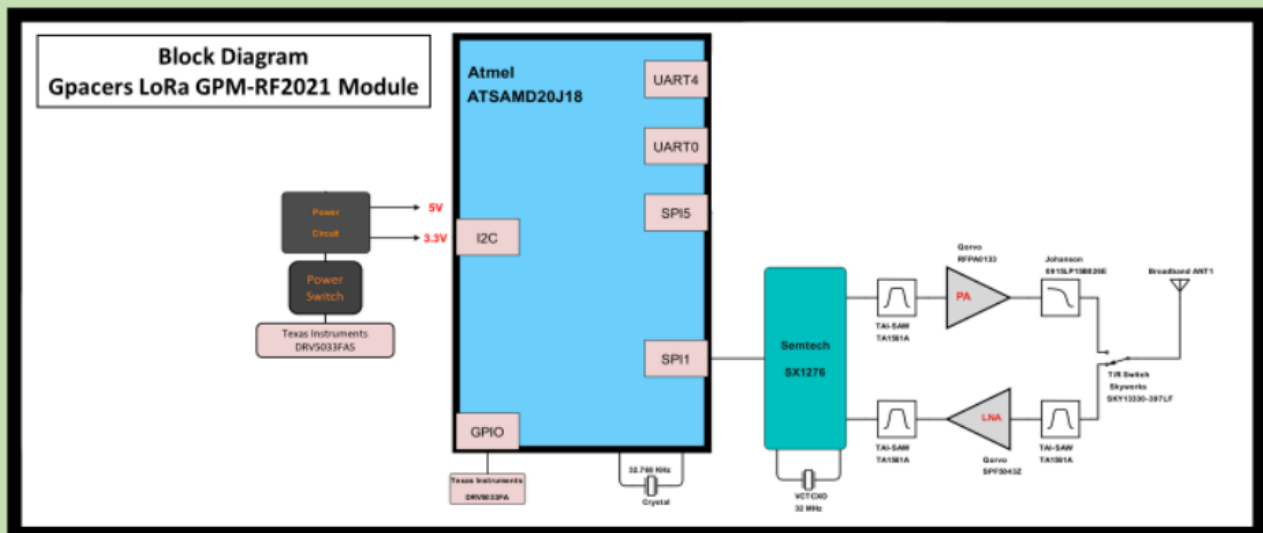 Block Diagram
Gpacers LoRa GPM-RF2021 Module
Atmel
ATSAMD20J18
UART4
UART0
SPI5
I2C
SPI1
GPIO
Power
Circuit
5V
3.3V
Power
Switch
Texas Instruments
DRV5033FAS
Texas Instruments
DRV5033FA
32.768 KHz
Crystal
Semtech
SX1276
VCTCXO
32 MHz
TAI-SAW
TA1561A
Qorvo
RFPA0133
PA
Johanson
0915LP15B026E
Broadband ANT1
T/R Switch
Skyworks
SKY13330-397LF
TAI-SAW
TA1561A
LNA
Qorvo
SPF5043Z
TAI-SAW
TA1561A